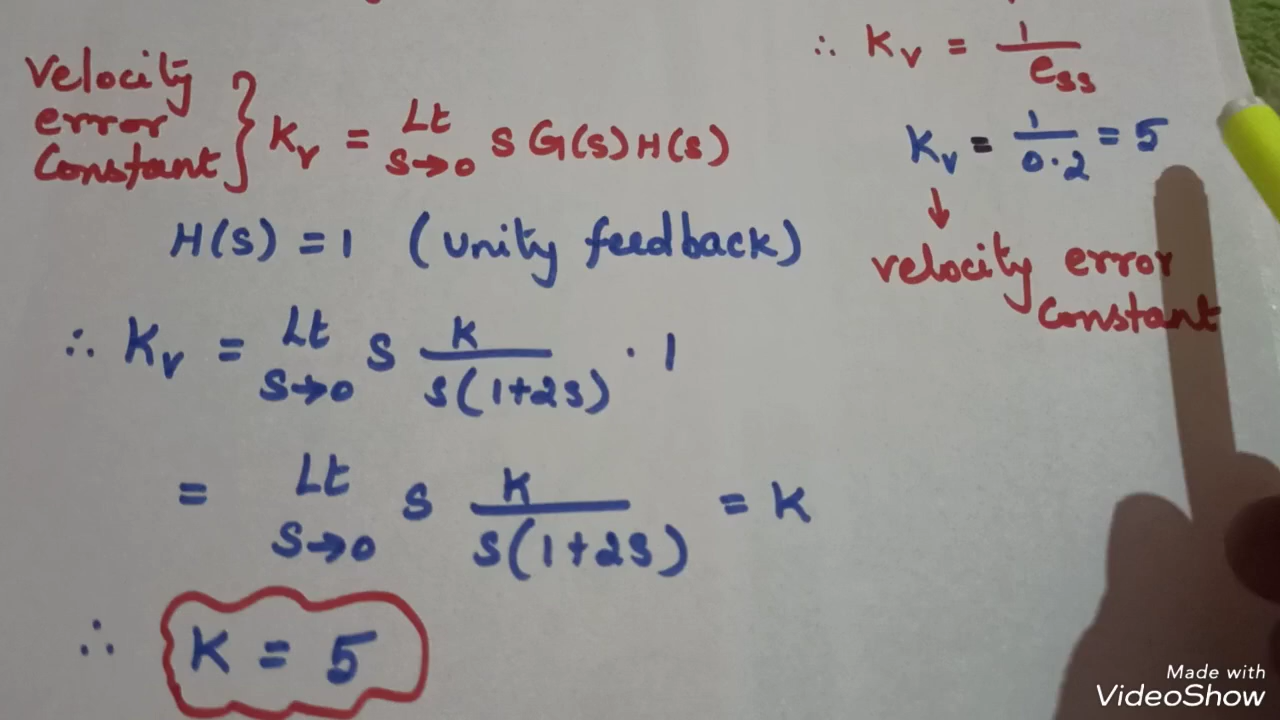 ∴ Kv = 1/ess
Velocity
error
Constant } Kv = Lt s→0 S G(s) H(s)
Kv = 1/0.2 = 5
↓
velocity error
Constant
H(S) = 1 (Unity feedback)
∴ Kv = Lt S→0 S K/S(1+2S) · 1
= Lt S→0 S K/S(1+2S) = K
∴ K = 5
Made with
VideoShow